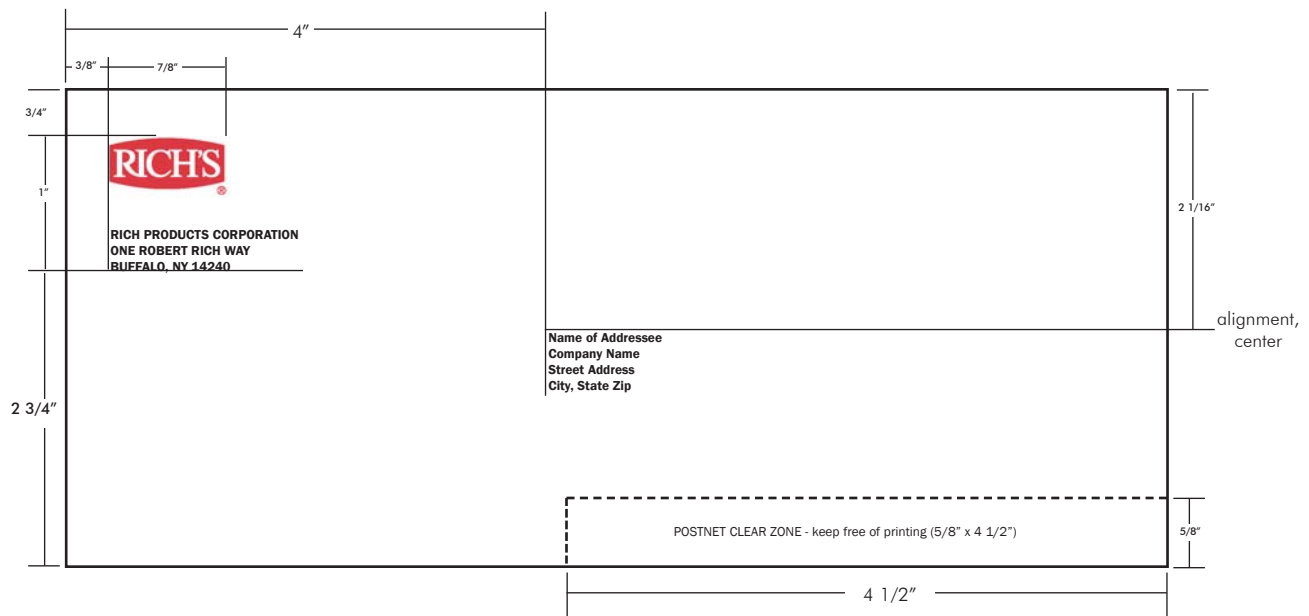 4”
3/8”
7/8”
3/4”
1”
2 3/4”
RICH'S
®
RICH PRODUCTS CORPORATION
ONE ROBERT RICH WAY
BUFFALO, NY 14240
2 1/16”
alignment,
center
Name of Addressee
Company Name
Street Address
City, State Zip
POSTNET CLEAR ZONE - keep free of printing (5/8” x 4 1/2”)
5/8”
4 1/2”